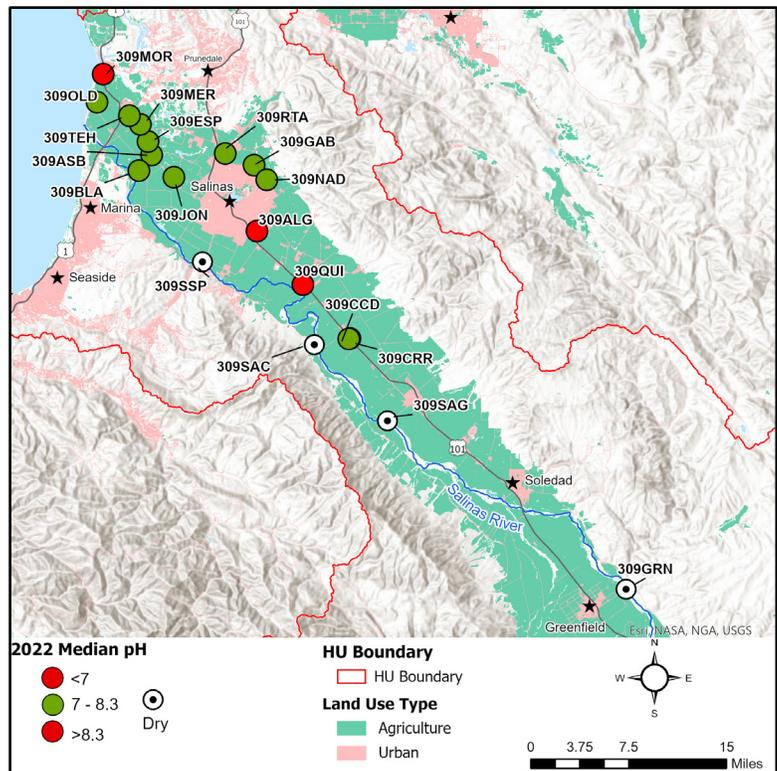 101
Prunedale
309MOR
309OLD
309MER
309ESP
309TEH
309RTA
309GAB
309ASB
309NAD
309BLA
Salinas
Marina
309JON
309ALG
1
Seaside
309SSP
309QUI
309CCD
309SAC
309CRR
309SAG
101
Soledad
Salinas River
309GRN
Greenfield
Esri, NASA, NGA, USGS
2022 Median pH
<7
7 - 8.3
>8.3
Dry
HU Boundary
HU Boundary
Land Use Type
Agriculture
Urban
N
W E
S
0 3.75 7.5 15
Miles